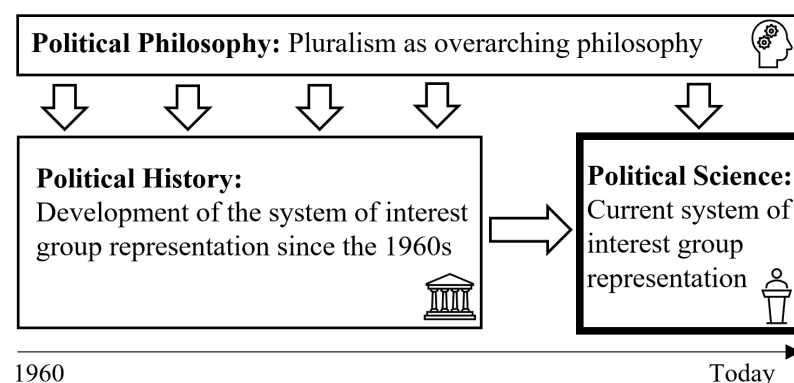 Political Philosophy: Pluralism as overarching philosophy
Political History:
Development of the system of interest
group representation since the 1960s
Political Science:
Current system of
interest group
representation
1960
Today